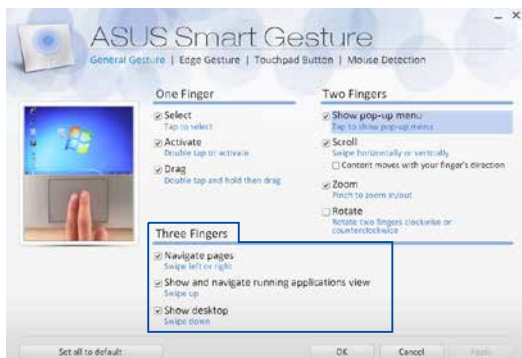 ASUS Smart Gesture
General Gesture | Edge Gesture | Touchpad Button | Mouse Detection
One Finger
Select
Tap to select
Activate
Double tap to activate
Drag
Double tap and hold then drag
Two Fingers
Show pop-up menu
Tap to show pop-up menu
Scroll
Swipe horizontally or vertically
Content moves with your finger's direction
Zoom
Pinch to zoom in/out
Rotate
Rotate two fingers clockwise or
counterclockwise
Three Fingers
Navigate pages
Swipe left or right
Show and navigate running applications view
Swipe up
Show desktop
Swipe down
Set all to default
OK
Cancel
Apply